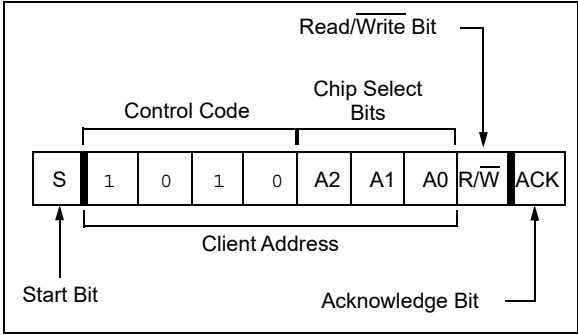 Read/Write Bit
Chip Select
Bits
Control Code
S 1 0 1 0 A2 A1 A0 R/W ACK
Client Address
Start Bit
Acknowledge Bit